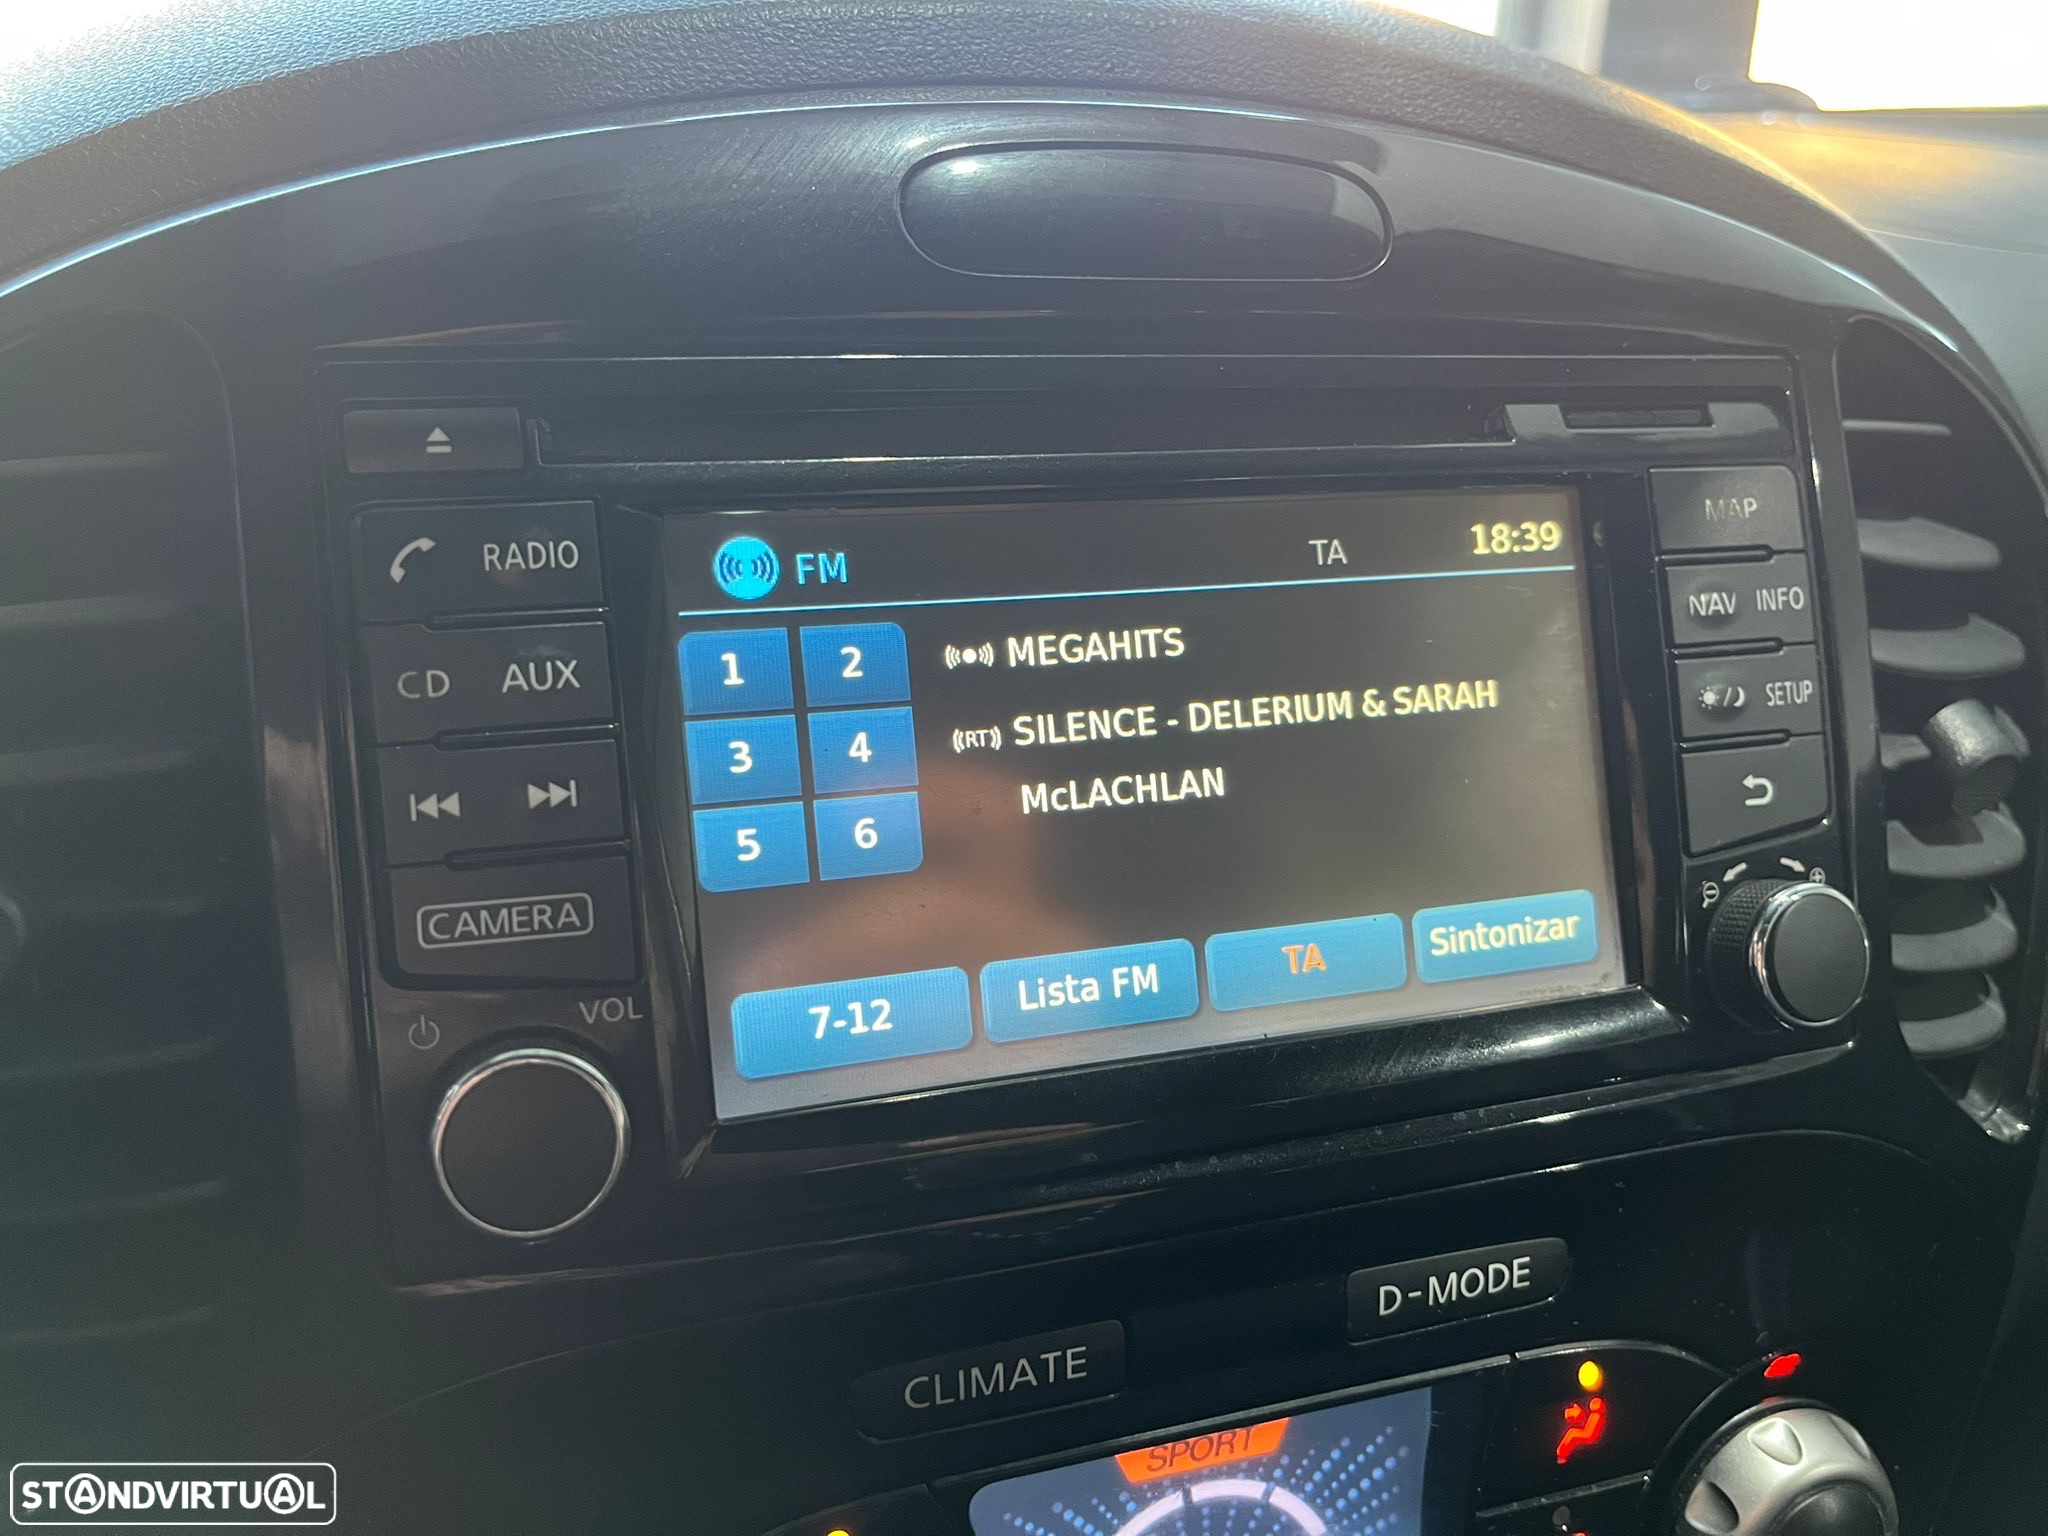 RADIO
CD AUX
CAMERA
VOL
FM
TA
18:39
1
2
3
4
5
6
MEGAHITS
(RT) SILENCE - DELERIUM & SARAH
McLACHLAN
7-12
Lista FM
TA
Sintonizar
MAP
NAV INFO
SETUP
D-MODE
CLIMATE
SPORT
STANDVIRTUAL